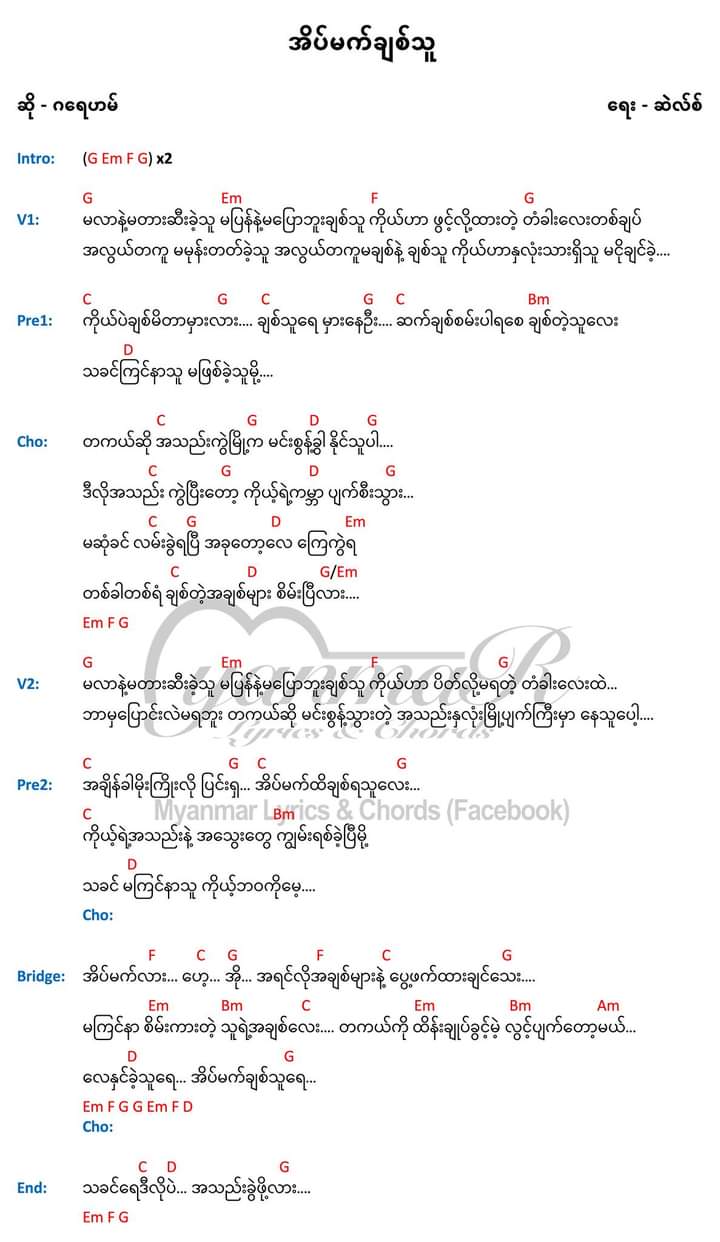 အိပ်မက်ချစ်သူ
ဆို - ဂရေဟမ် ရေး - ဆဲလ်စ်
Intro: (G Em F G) x2
G Em F G
V1: မလာနဲ့မတားဆီးခဲ့သူ မပြန်နဲ့မပြောဘူးချစ်သူ ကိုယ်ဟာ ဖွင့်လို့ထားတဲ့ တံခါးလေးတစ်ချပ်
အလွယ်တကူ မမုန်းတတ်ခဲ့သူ အလွယ်တကူမချစ်နဲ့ ချစ်သူ ကိုယ်ဟာနှလုံးသားရှိသူ မငိုချင်ခဲ့....
C G C G C Bm
Pre1: ကိုယ်ပဲချစ်မိတာမှားလား.... ချစ်သူရေ မှားနေဦး.... ဆက်ချစ်စမ်းပါရစေ ချစ်တဲ့သူလေး
D
သခင်ကြင်နာသူ မဖြစ်ခဲ့သူမို့....
C G D G
Cho: တကယ်ဆို အသည်းကွဲမြို့က မင်းစွန့်ခွါ နိုင်သူပါ....
C G D G
ဒီလိုအသည်း ကွဲပြီးတော့ ကိုယ့်ရဲ့ကမ္ဘာ ပျက်စီးသွား...
C G D Em
မဆုံခင် လမ်းခွဲရပြီ အခုတော့လေ ကြေကွဲရ
C D G/Em
တစ်ခါတစ်ရံ ချစ်တဲ့အချစ်များ စိမ်းပြီလား....
Em F G
G Em F G
V2: မလာနဲ့မတားဆီးခဲ့သူ မပြန်နဲ့မပြောဘူးချစ်သူ ကိုယ်ဟာ ပိတ်လို့မရတဲ့ တံခါးလေးထဲ...
ဘာမှပြောင်းလဲမရဘူး တကယ်ဆို မင်းစွန့်သွားတဲ့ အသည်းနှလုံးမြို့ပျက်ကြီးမှာ နေသူပေါ့....
MyanmaR
Lyrics & Chords
C G C G
Pre2: အချိန်ခါမိုးကြိုးလို ပြင်းရှ... အိပ်မက်ထိချစ်ရသူလေး...
Myanmar Lyrics & Chords (Facebook)
C Bm
ကိုယ့်ရဲ့အသည်းနဲ့ အသွေးတွေ ကျွမ်းရစ်ခဲ့ပြီမို့
D
သခင် မကြင်နာသူ ကိုယ့်ဘဝကိုမေ့....
Cho:
F C G F C G
Bridge: အိပ်မက်လား... ဟေ့... အို... အရင်လိုအချစ်များနဲ့ ပွေ့ဖက်ထားချင်သေး....
Em Bm C Em Bm Am
မကြင်နာ စိမ်းကားတဲ့ သူရဲ့အချစ်လေး.... တကယ်ကို ထိန်းချုပ်ခွင့်မဲ့ လွင့်ပျက်တော့မယ်...
D G
လေနှင်ခဲ့သူရေ... အိပ်မက်ချစ်သူရေ...
Em F G G Em F D
Cho:
C D G
End: သခင်ရေဒီလိုပဲ... အသည်းခွဲဖို့လား....
Em F G